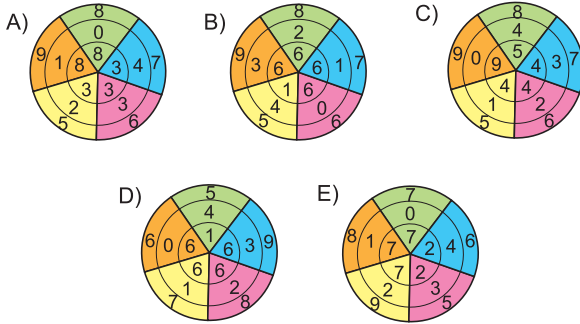 A) B) C)
8 8 8
0 2 4
8 6 5
9 1 8 3 4 7 9 3 6 6 1 7 9 0 9 4 3 7
3 3 1 6 4 4
2 3 4 0 1 2
5 6 5 6 5 6
D) E)
5 7
4 0
1 7
6 0 6 6 3 9 8 1 7 2 4 6
6 6 7 2
1 2 2 3
7 8 9 5